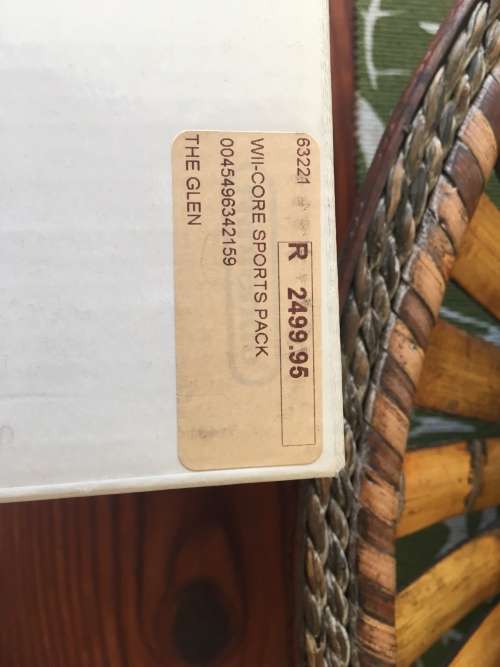 63221
R 2499.95
WII-CORE SPORTS PACK
0045496342159
THE GLEN